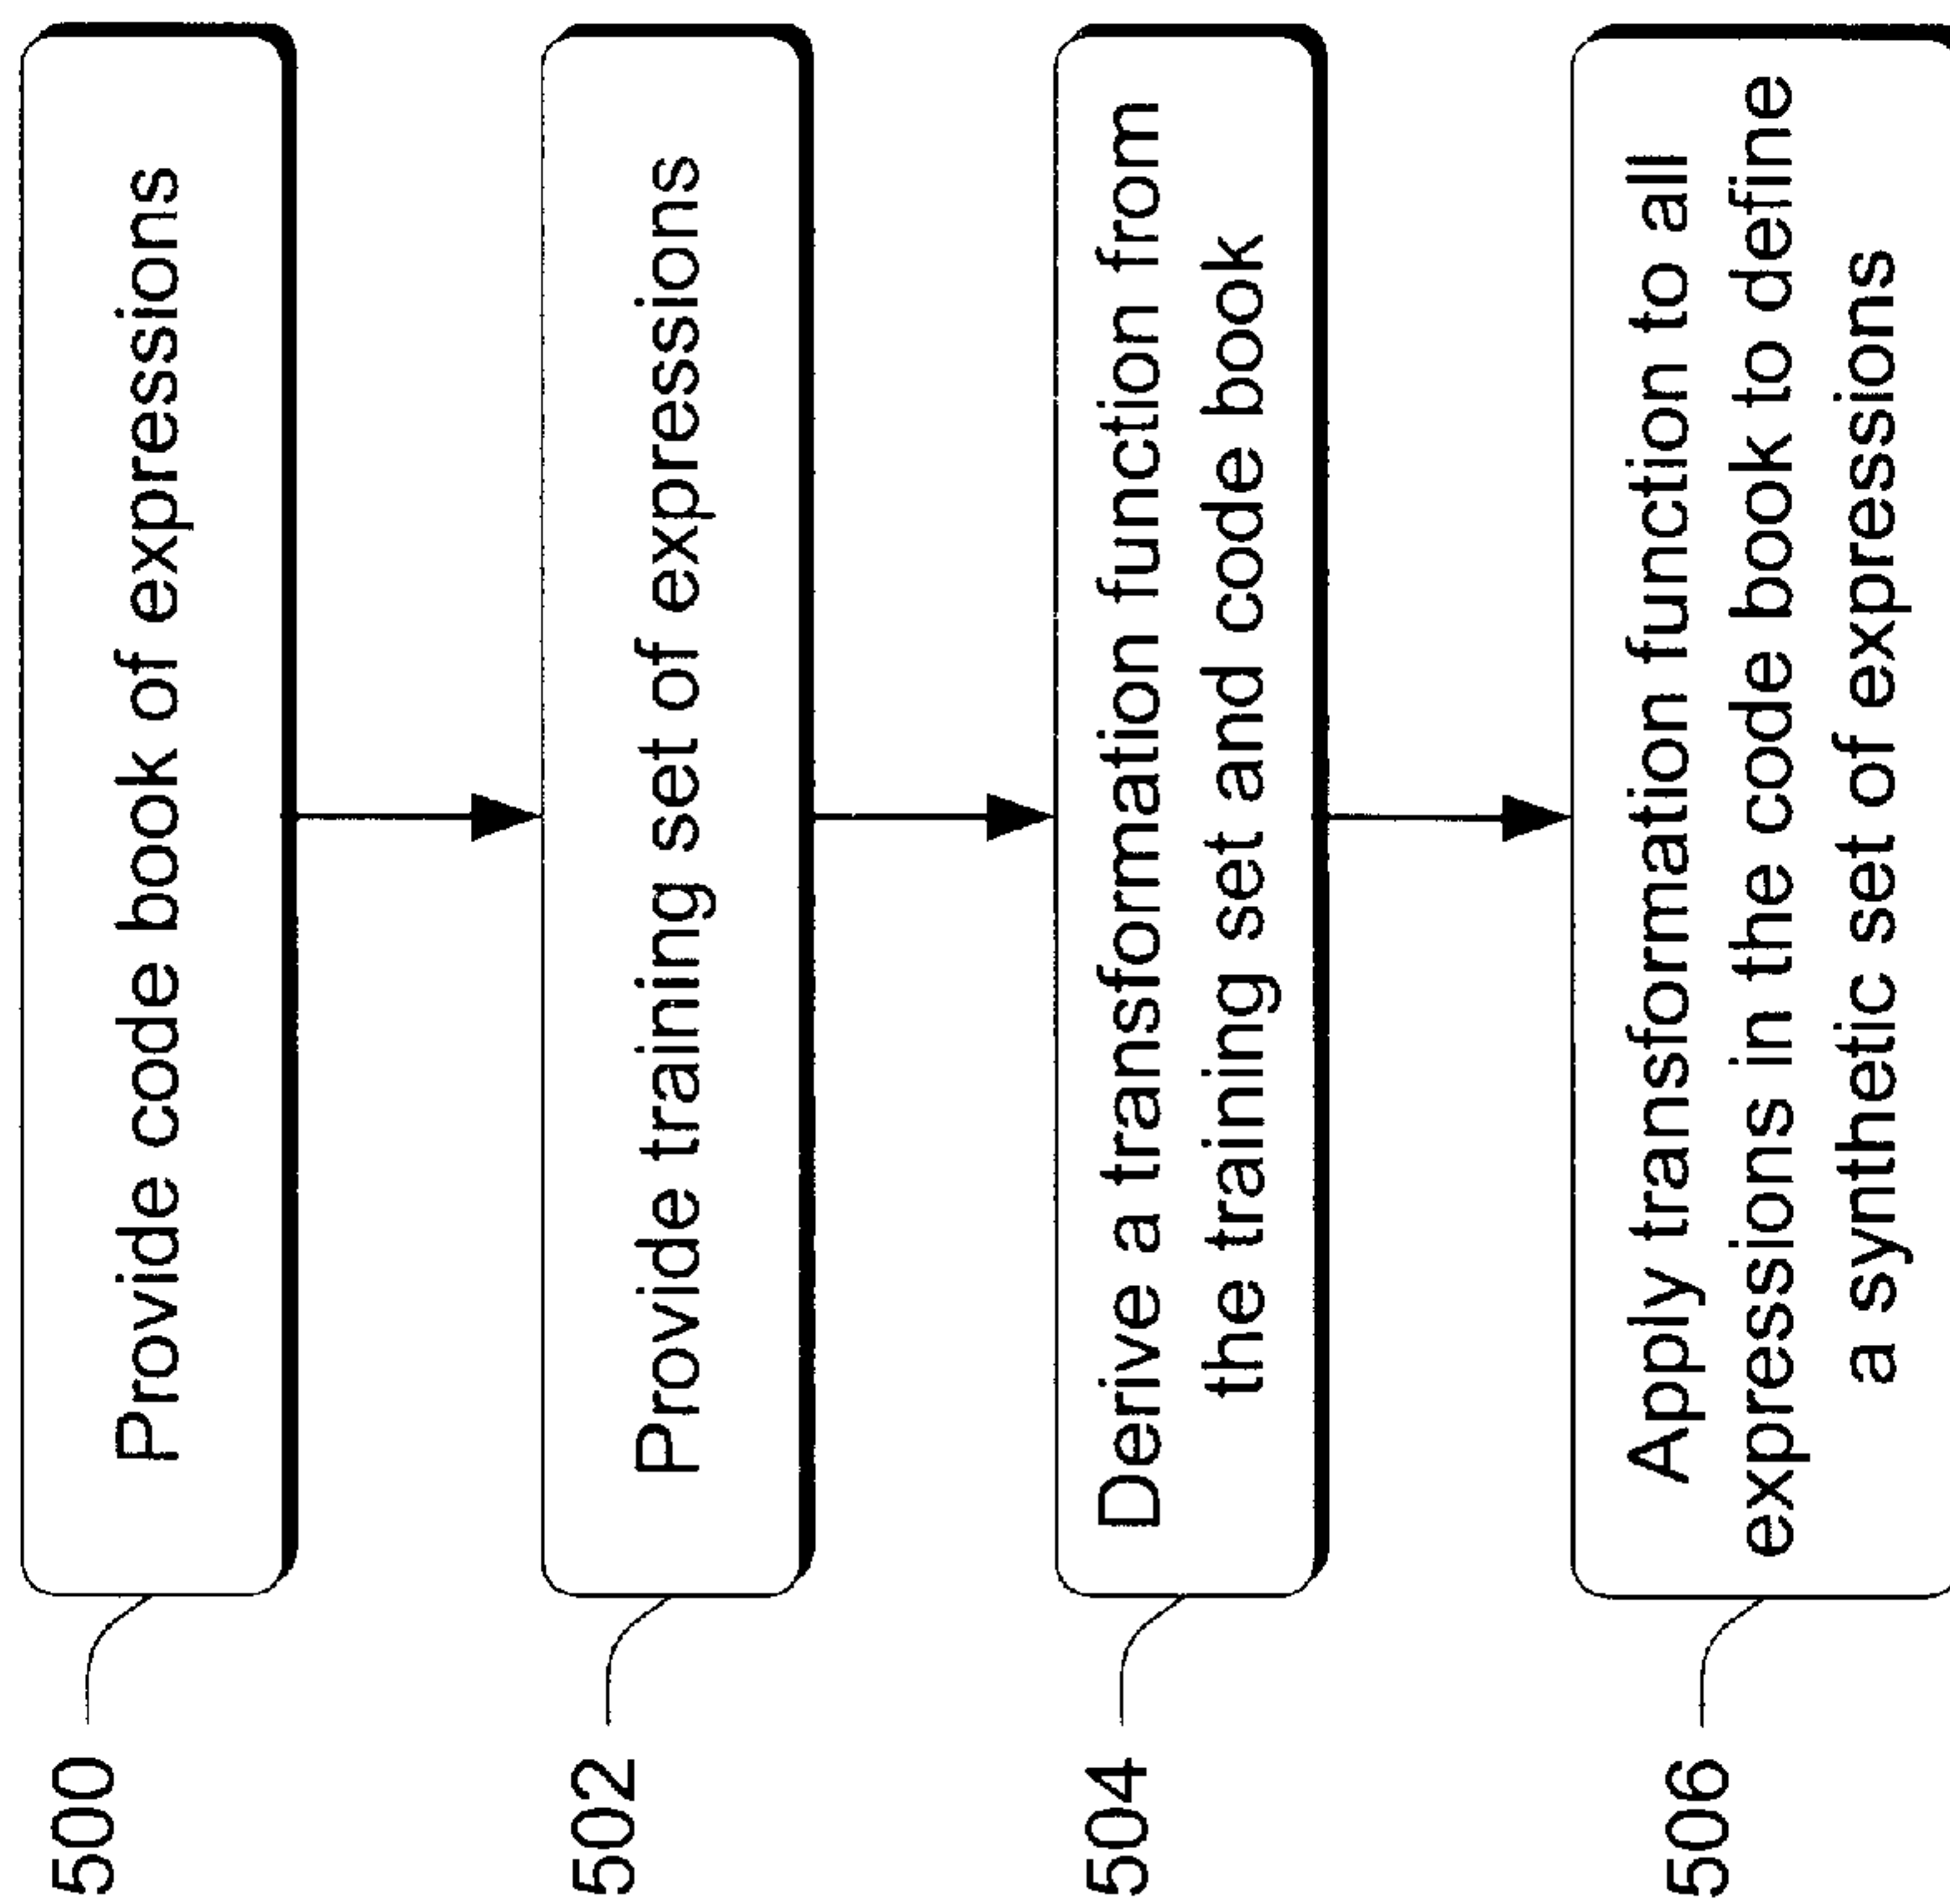 500
Provide code book of expressions
502
Provide training set of expressions
504
Derive a transformation function from
the training set and code book
506
Apply transformation function to all
expressions in the code book to define
a synthetic set of expressions